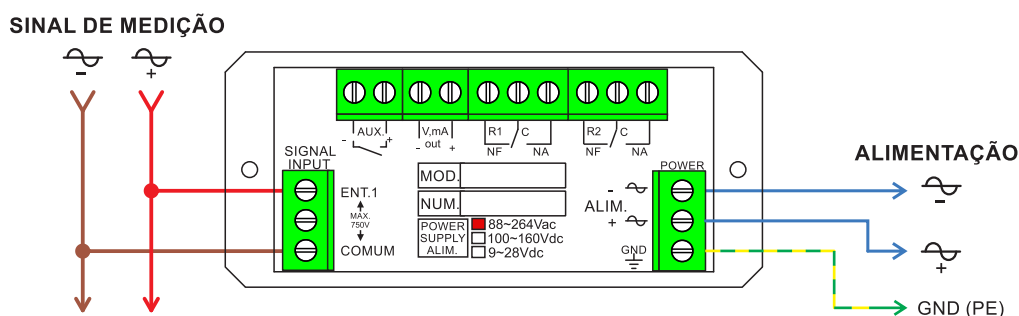 SINAL DE MEDIÇÃO
-
+
AUX.
- +
V,mA
out
- +
R1 C
NF NA
R2 C
NF NA
SIGNAL
INPUT
ENT.1
MAX.
750V
COMUM
MOD.
NUM.
POWER
SUPPLY
ALIM.
88~264Vac
100~160Vdc
9~28Vdc
POWER
-
ALIM.
+
GND
ALIMENTAÇÃO
-
+
GND (PE)